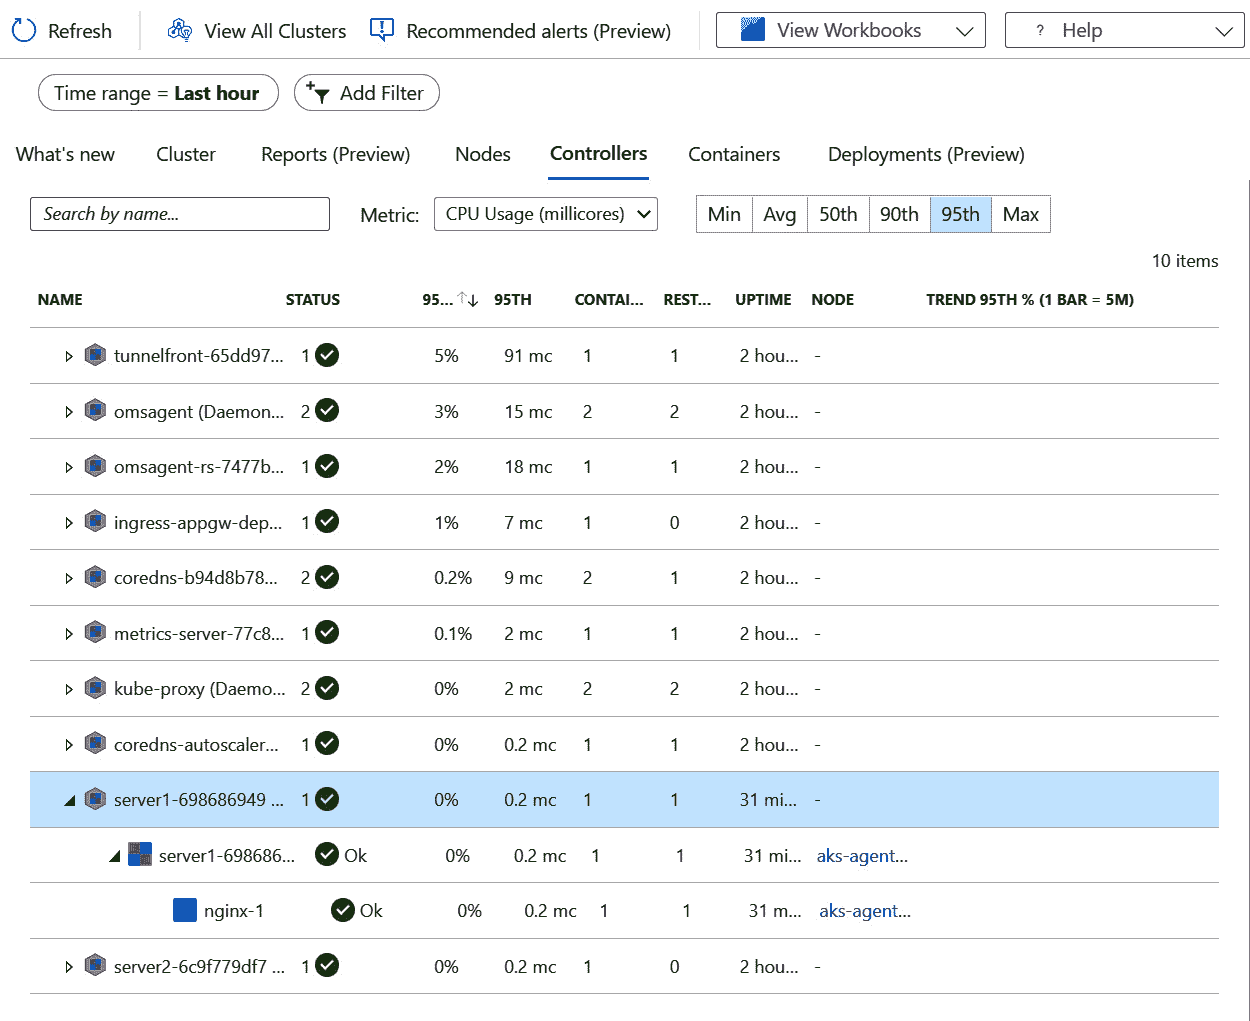 Refresh View All Clusters Recommended alerts (Preview) View Workbooks ? Help
Time range = Last hour Add Filter
What's new Cluster Reports (Preview) Nodes Controllers Containers Deployments (Preview)
Search by name... Metric: CPU Usage (millicores) Min Avg 50th 90th 95th Max
10 items
NAME STATUS 95... 95TH CONTAI... REST... UPTIME NODE TREND 95TH % (1 BAR = 5M)
tunnelfront-65dd97... 1 5% 91 mc 1 1 2 hou... -
omsagent (Daemon... 2 3% 15 mc 2 2 2 hou... -
omsagent-rs-7477b... 1 2% 18 mc 1 1 2 hou... -
ingress-appgw-dep... 1 1% 7 mc 1 0 2 hou... -
coredns-b94d8b78... 2 0.2% 9 mc 2 1 2 hou... -
metrics-server-77c8... 1 0.1% 2 mc 1 1 2 hou... -
kube-proxy (Daemo... 2 0% 2 mc 2 2 2 hou... -
coredns-autoscaler... 1 0% 0.2 mc 1 1 2 hou... -
server1-698686949 ... 1 0% 0.2 mc 1 1 31 mi... -
server1-698686... Ok 0% 0.2 mc 1 1 31 mi... aks-agent...
nginx-1 Ok 0% 0.2 mc 1 1 31 m... aks-agent...
server2-6c9f779df7 ... 1 0% 0.2 mc 1 0 2 hou... -